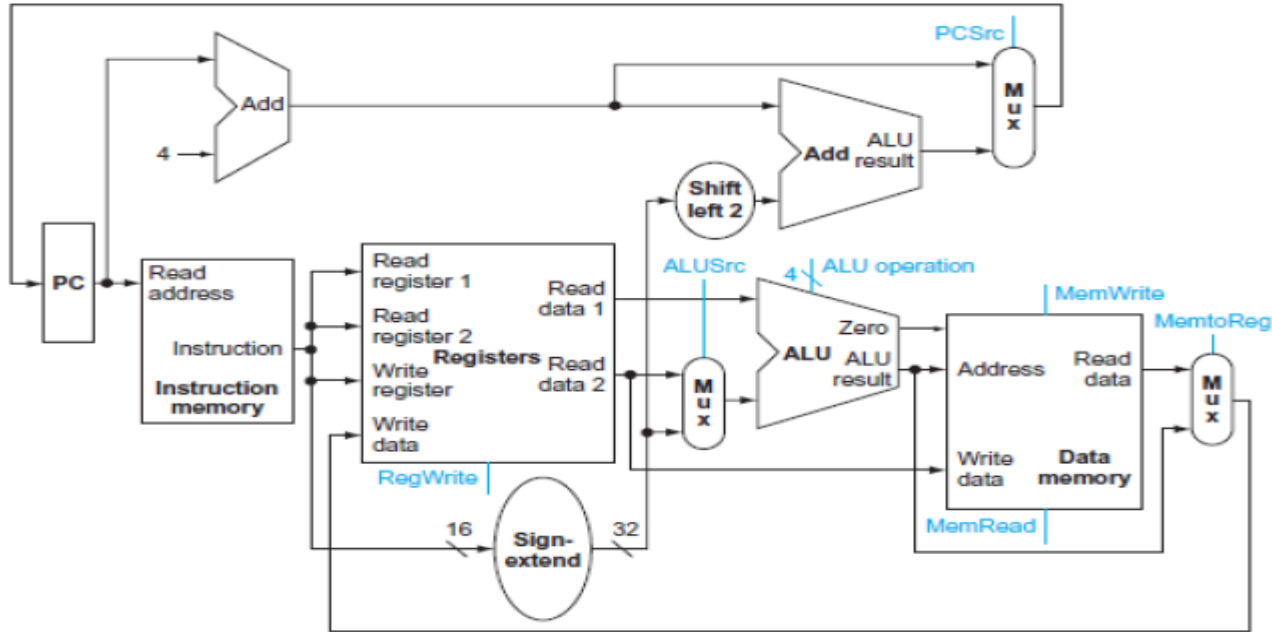 PCSrc
Add
4
M
u
x
Add
ALU
result
Shift
left 2
PC
Read
address
Instruction
Instruction
memory
Read
register 1
Read
register 2
Write
register
Write
data
Registers
Read
data 1
Read
data 2
RegWrite
16
Sign-
extend
32
ALUSrc
M
u
x
4
ALU operation
Zero
ALU
ALU
result
MemWrite
Address
Read
data
Write
data
Data
memory
MemRead
MemtoReg
M
u
x